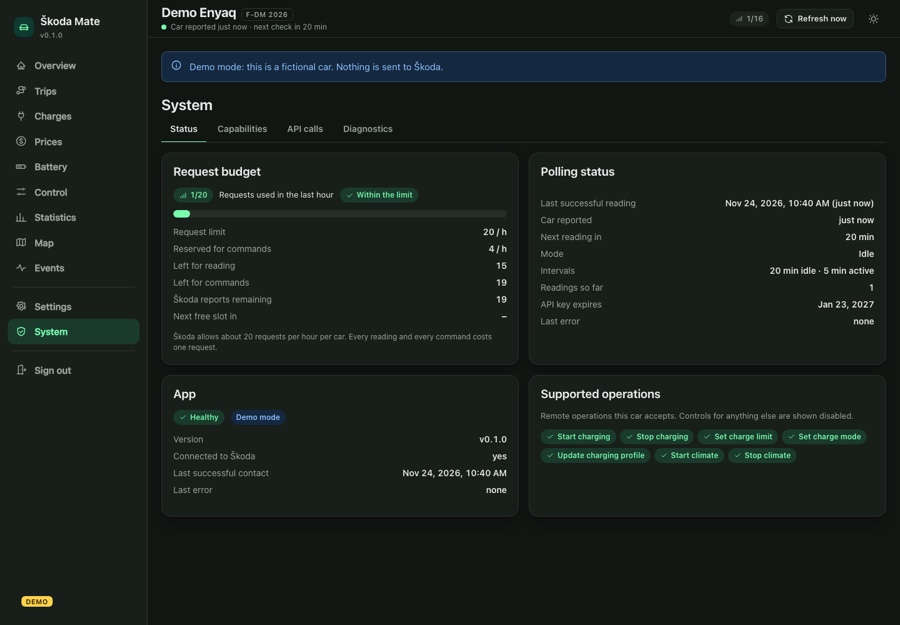 Škoda Mate
v0.1.0
Overview
Trips
Charges
Prices
Battery
Control
Statistics
Map
Events
Settings
System
Sign out
DEMO
Demo Enyaq F-DM 2026
Car reported just now · next check in 20 min
1/16
Refresh now
Demo mode: this is a fictional car. Nothing is sent to Škoda.
System
Status Capabilities API calls Diagnostics
Request budget
1/20 Requests used in the last hour Within the limit
Request limit 20 / h
Reserved for commands 4 / h
Left for reading 15
Left for commands 19
Škoda reports remaining 19
Next free slot in –
Škoda allows about 20 requests per hour per car. Every reading and every command costs
one request.
Polling status
Last successful reading Nov 24, 2026, 10:40 AM (just now)
Car reported just now
Next reading in 20 min
Mode Idle
Intervals 20 min idle · 5 min active
Readings so far 1
API key expires Jan 23, 2027
Last error none
App
Healthy Demo mode
Version v0.1.0
Connected to Škoda yes
Last successful contact Nov 24, 2026, 10:40 AM
Last error none
Supported operations
Remote operations this car accepts. Controls for anything else are shown disabled.
Start charging Stop charging Set charge limit Set charge mode
Update charging profile Start climate Stop climate